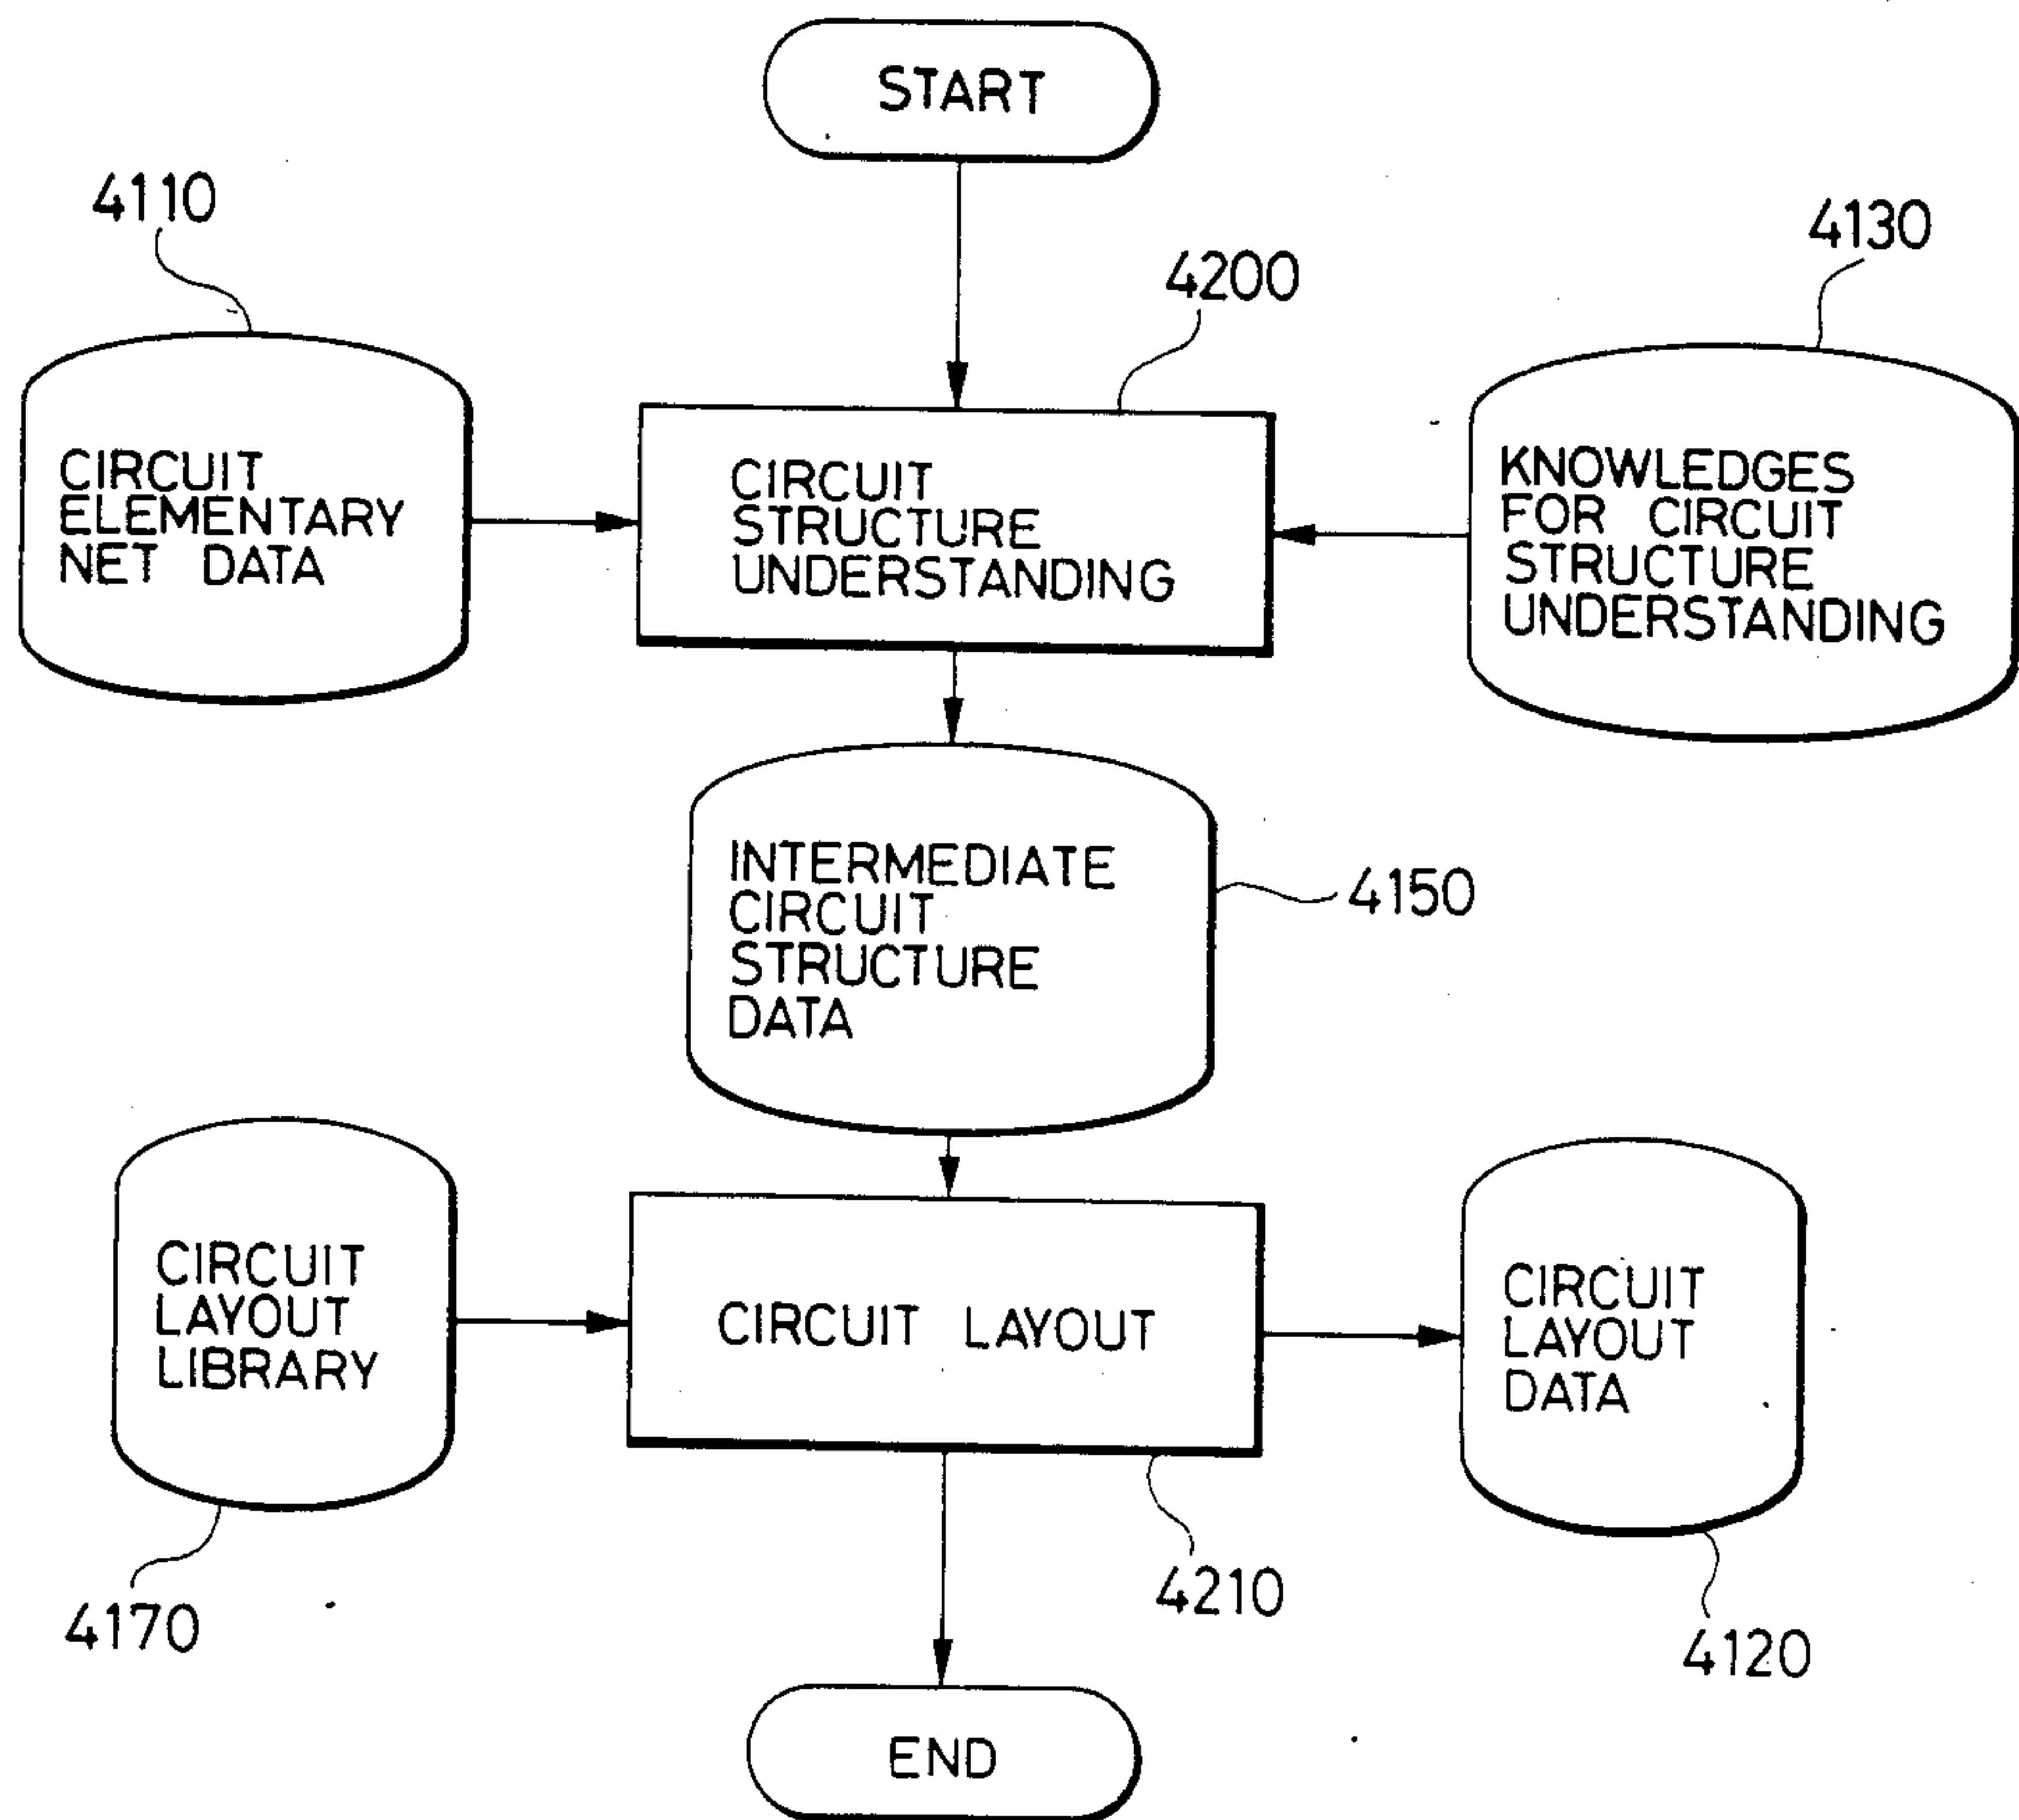 START
4110
4130
4200
CIRCUIT
ELEMENTARY
NET DATA
CIRCUIT
STRUCTURE
UNDERSTANDING
KNOWLEDGES
FOR CIRCUIT
STRUCTURE
UNDERSTANDING
INTERMEDIATE
CIRCUIT
STRUCTURE
DATA
4150
CIRCUIT
LAYOUT
LIBRARY
CIRCUIT LAYOUT
CIRCUIT
LAYOUT
DATA
4170
4210
4120
END